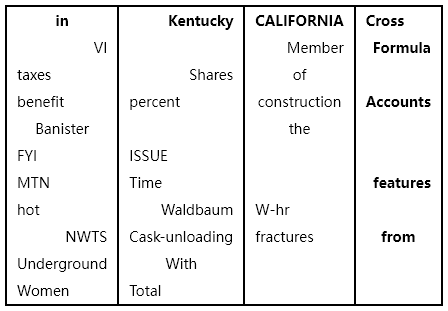 in Kentucky CALIFORNIA Cross
VI Member Formula
taxes Shares of
benefit percent construction Accounts
Banister the
FYI ISSUE
MTN Time features
hot Waldbaum W-hr
NWTS Cask-unloading fractures from
Underground With
Women Total